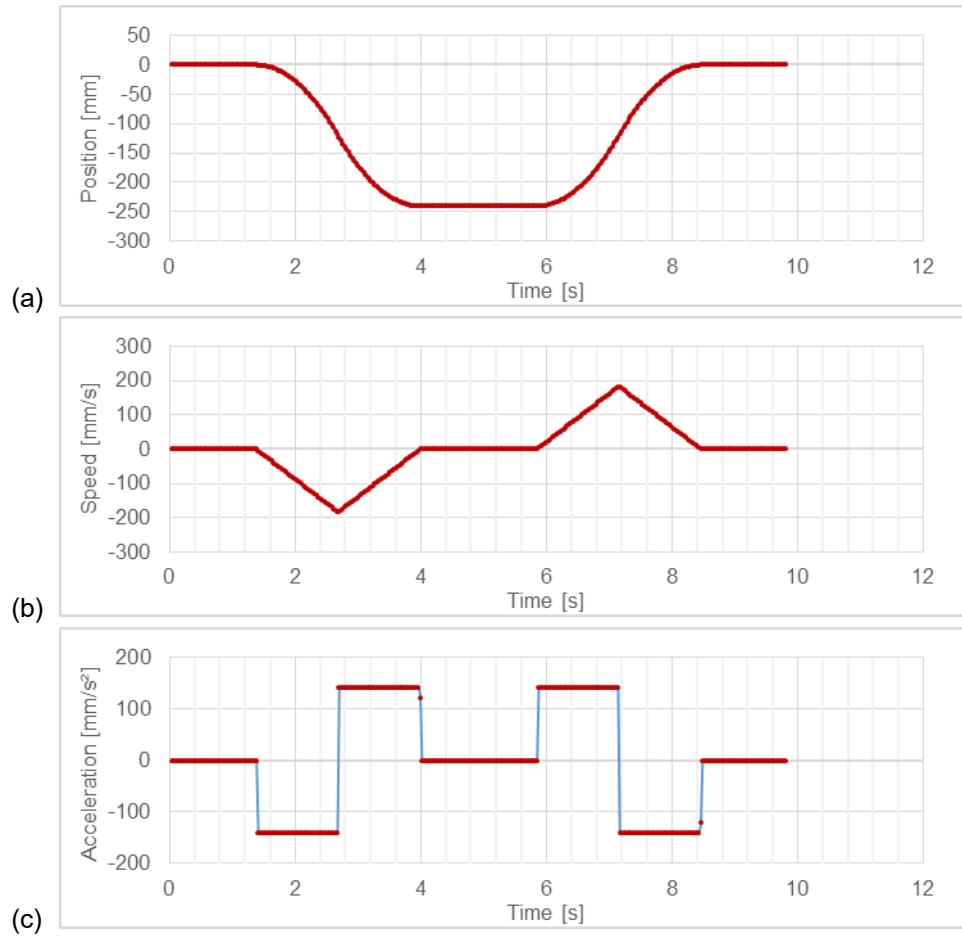 50
0
-50
-100
-150
-200
-250
-300
Position [mm]
0 2 4 6 8 10 12
Time [s]
(a)
300
200
100
0
-100
-200
-300
Speed [mm/s]
0 2 4 6 8 10 12
Time [s]
(b)
200
100
0
-100
-200
Acceleration [mm/s²]
0 2 4 6 8 10 12
Time [s]
(c)